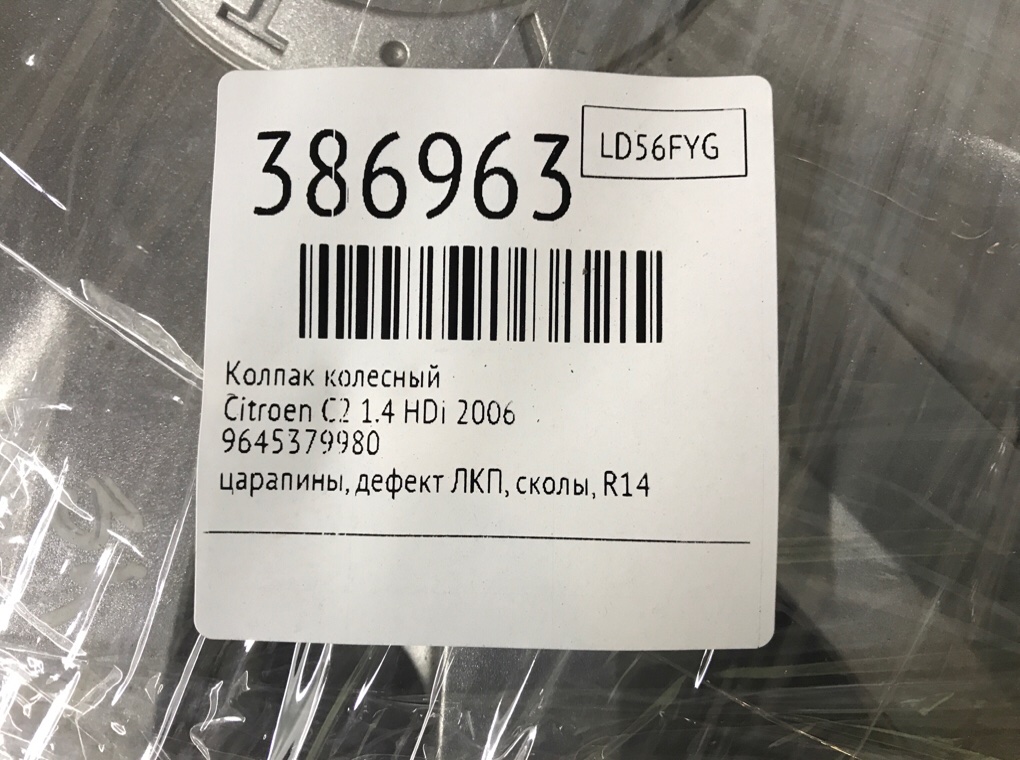 386963
LD56FYG
Колпак колесный
Citroen C2 1.4 HDi 2006
9645379980
царапины, дефект ЛКП, сколы, R14